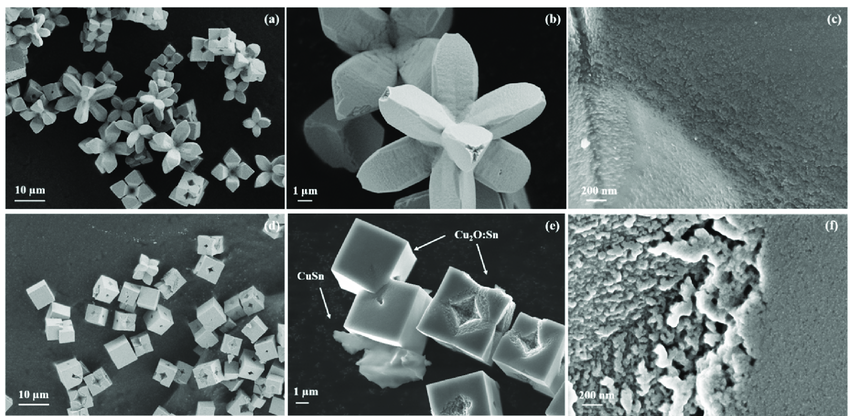 (a)
10 μm
(b)
1 μm
(c)
200 nm
(d)
10 μm
(e)
Cu₂O:Sn
CuSn
1 μm
(f)
200 nm